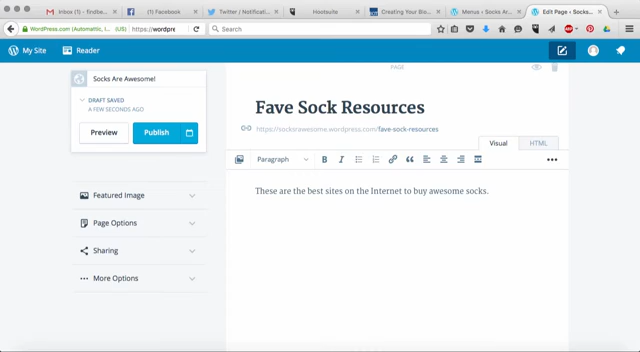 Inbox (1) - findbe...
(1) Facebook
Twitter / Notificati...
Hootsuite
Creating Your Blo...
Menus ‹ Socks Ar...
Edit Page ‹ Socks...
WordPress.com (Automattic, I... (US)
https://wordpre
Search
My Site
Reader
Socks Are Awesome!
DRAFT SAVED
A FEW SECONDS AGO
Preview
Publish
Featured Image
Page Options
Sharing
More Options
PAGE
Fave Sock Resources
https://socksrawesome.wordpress.com/fave-sock-resources
Visual
HTML
Paragraph
B
I
These are the best sites on the Internet to buy awesome socks.